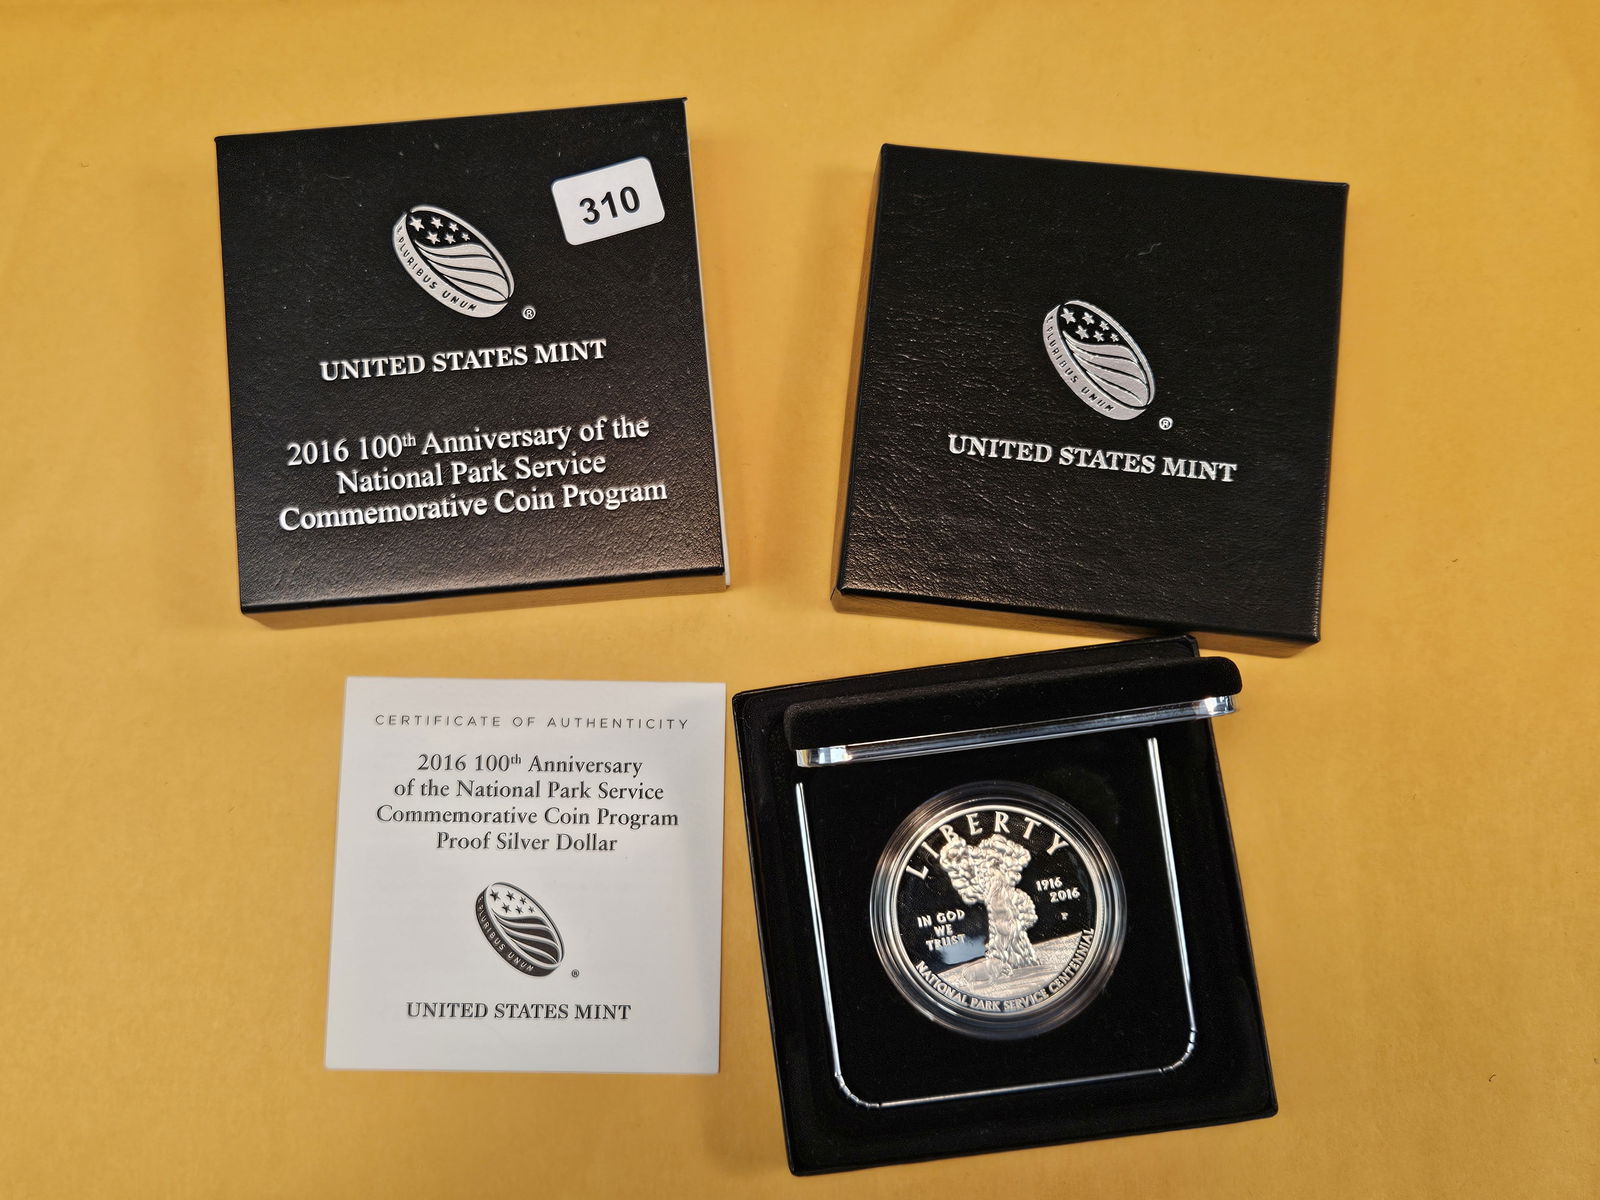 310
E PLURIBUS UNUM
®
UNITED STATES MINT
2016 100th Anniversary of the
National Park Service
Commemorative Coin Program
E PLURIBUS UNUM
®
UNITED STATES MINT
CERTIFICATE OF AUTHENTICITY
2016 100th Anniversary
of the National Park Service
Commemorative Coin Program
Proof Silver Dollar
E PLURIBUS UNUM
®
UNITED STATES MINT
LIBERTY
1916
2016
P
IN GOD
WE
TRUST
NATIONAL PARK SERVICE CENTENNIAL